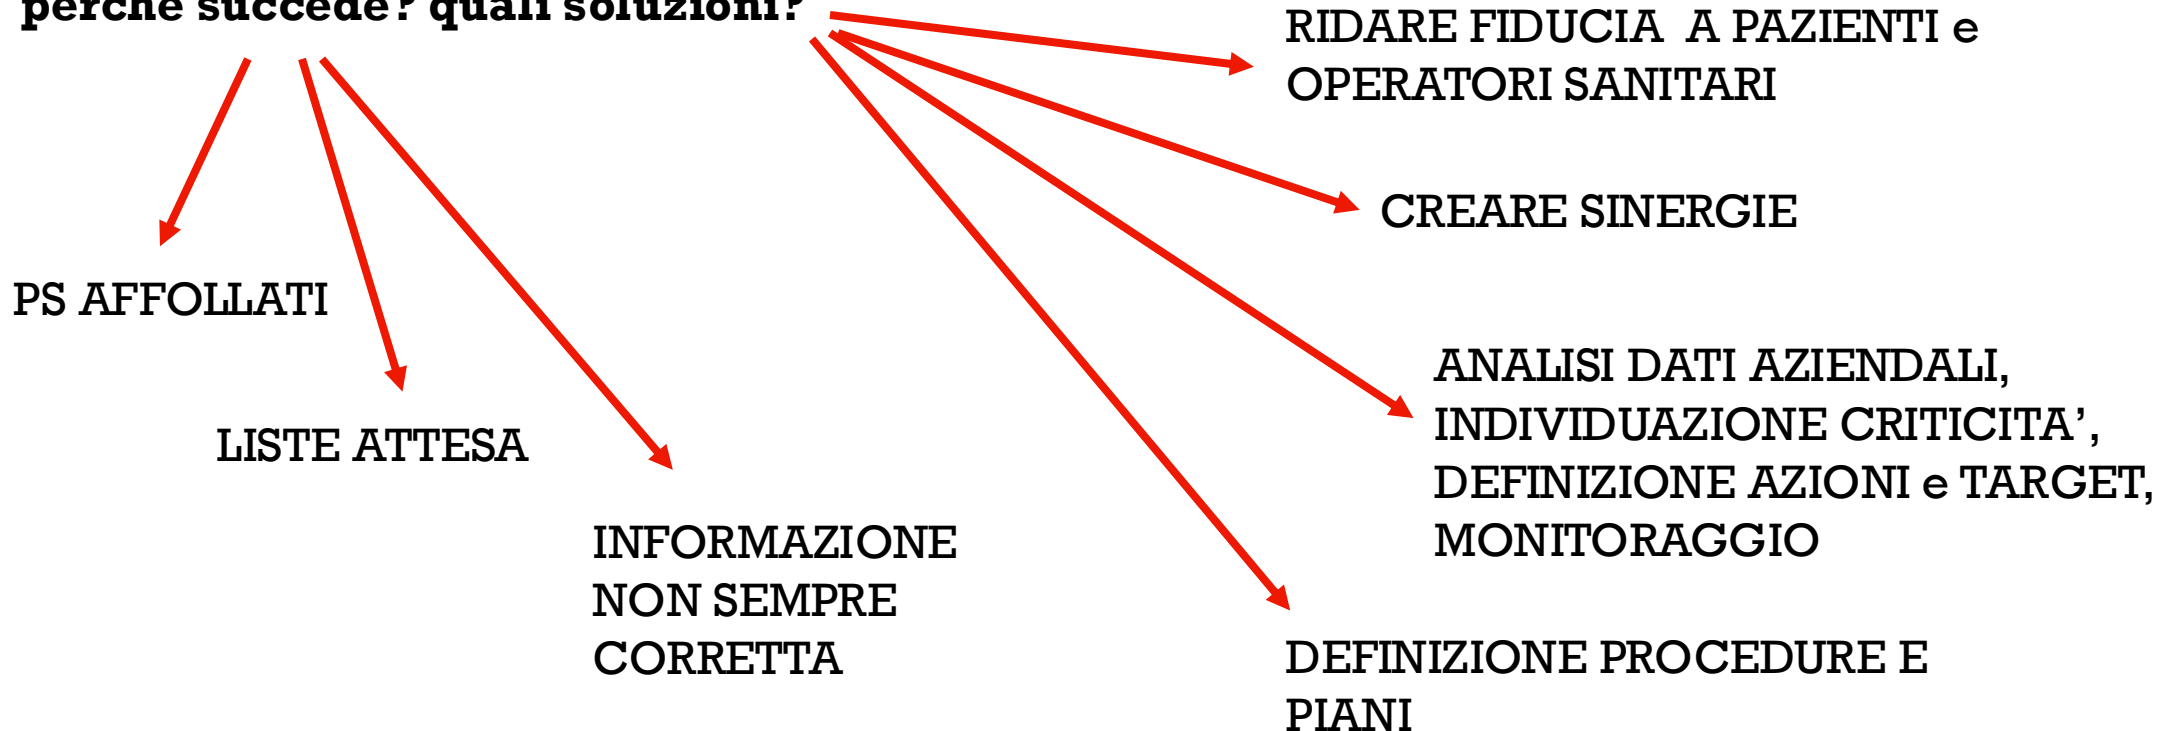 perché succede? quali soluzioni?
RIDARE FIDUCIA A PAZIENTI e
OPERATORI SANITARI
CREARE SINERGIE
PS AFFOLLATI
ANALISI DATI AZIENDALI,
INDIVIDUAZIONE CRITICITA’,
DEFINIZIONE AZIONI e TARGET,
MONITORAGGIO
LISTE ATTESA
INFORMAZIONE
NON SEMPRE
CORRETTA
DEFINIZIONE PROCEDURE E
PIANI